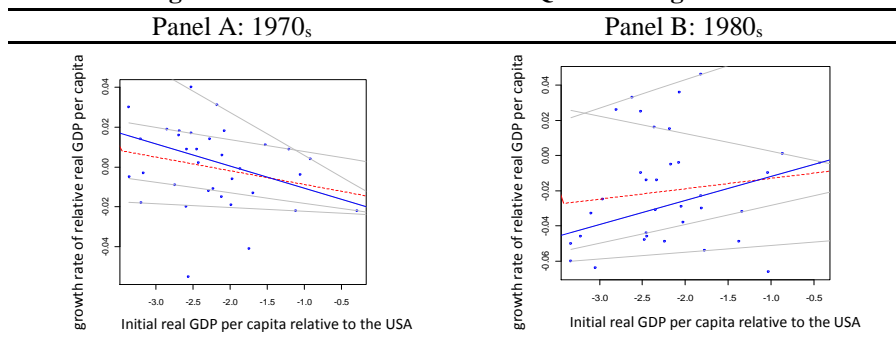 Panel A: 1970s
Panel B: 1980s
growth rate of relative real GDP per capita
0.04
0.02
0.00
-0.02
-0.04
-3.0 -2.5 -2.0 -1.5 -1.0 -0.5
Initial real GDP per capita relative to the USA
growth rate of relative real GDP per capita
0.04
0.02
0.00
-0.02
-0.04
-0.06
-3.0 -2.5 -2.0 -1.5 -1.0 -0.5
Initial real GDP per capita relative to the USA